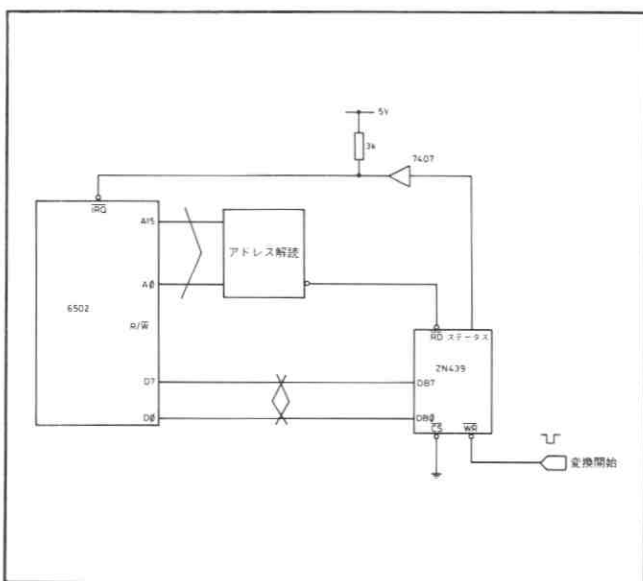 5V
3k
7407
IRQ
A15
アドレス解読
AØ
6502
R/W
RD ステータス
ZN439
D7
DB7
DØ
DBØ
CS
WR
変換開始